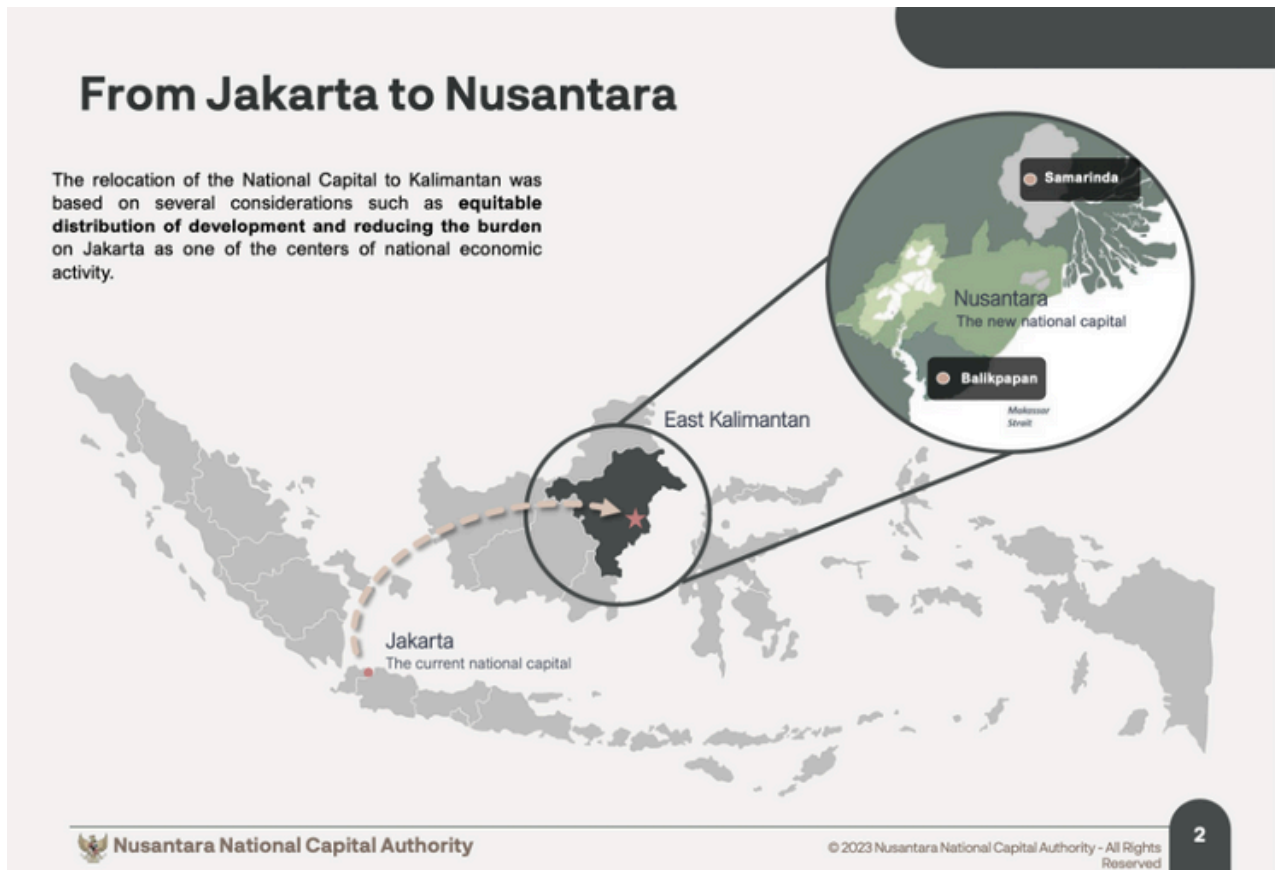 From Jakarta to Nusantara
The relocation of the National Capital to Kalimantan was
based on several considerations such as equitable
distribution of development and reducing the burden
on Jakarta as one of the centers of national economic
activity.
Samarinda
Nusantara
The new national capital
Balikpapan
Makassar
Strait
East Kalimantan
Jakarta
The current national capital
Nusantara National Capital Authority
© 2023 Nusantara National Capital Authority - All Rights
Reserved
2